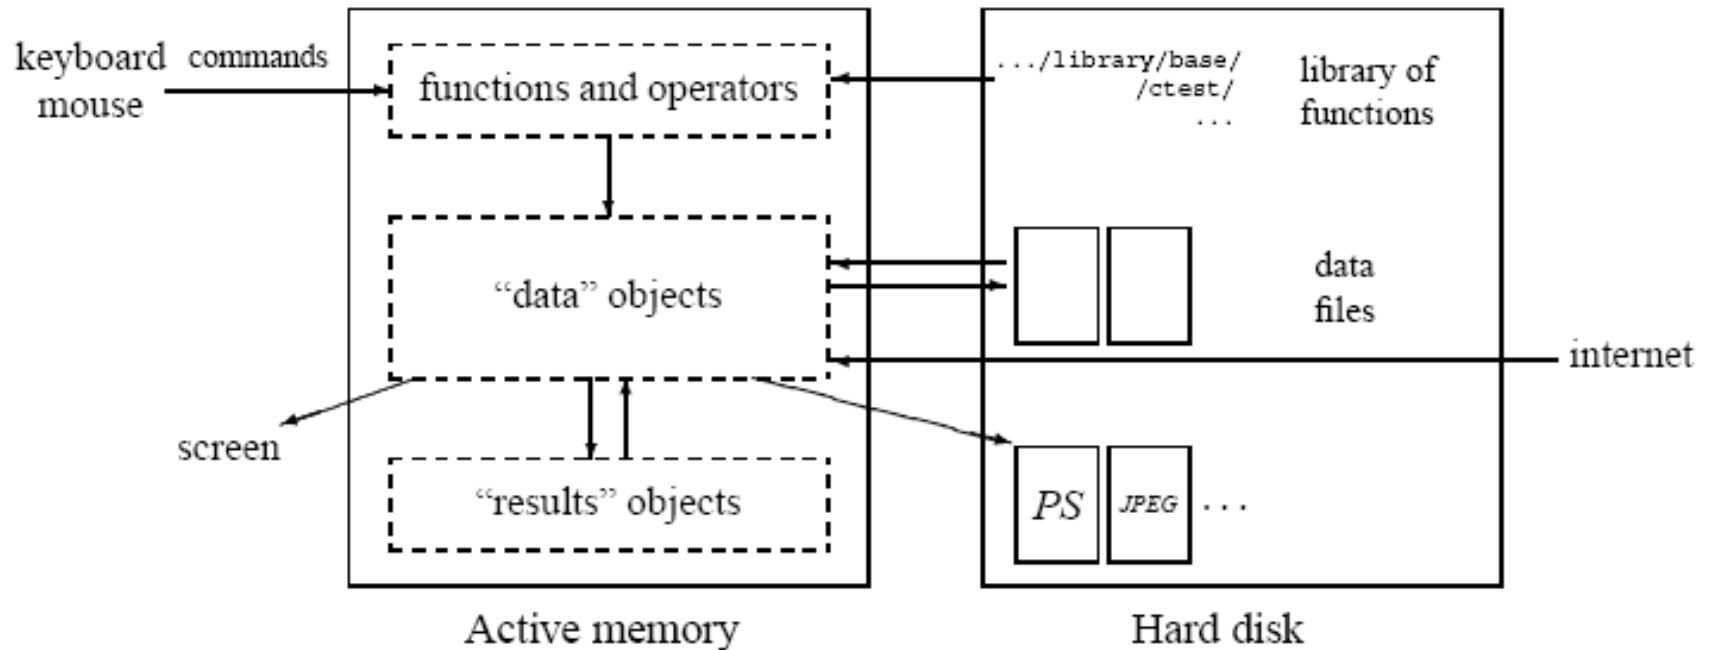 keyboard
mouse
commands
functions and operators
.../library/base/
/ctest/
...
library of
functions
“data” objects
data
files
internet
screen
“results” objects
PS
JPEG
...
Active memory
Hard disk